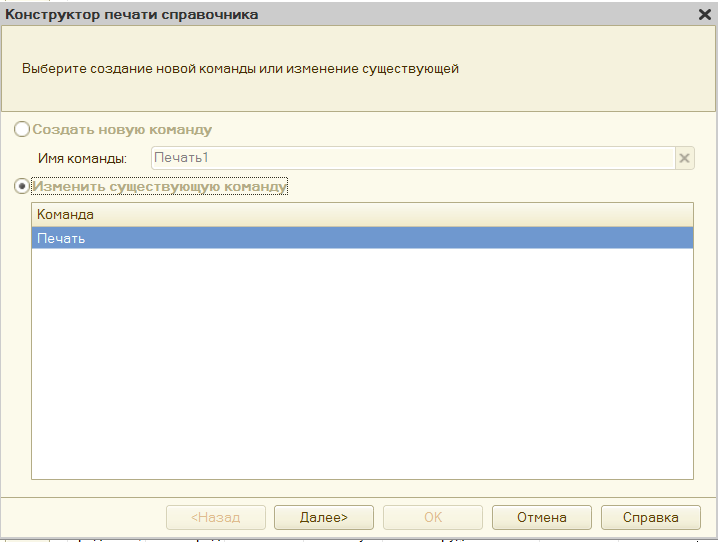 Конструктор печати справочника
Выберите создание новой команды или изменение существующей
Создать новую команду
Имя команды: Печать1
Изменить существующую команду
Команда
Печать
<Назад Далее> OK Отмена Справка